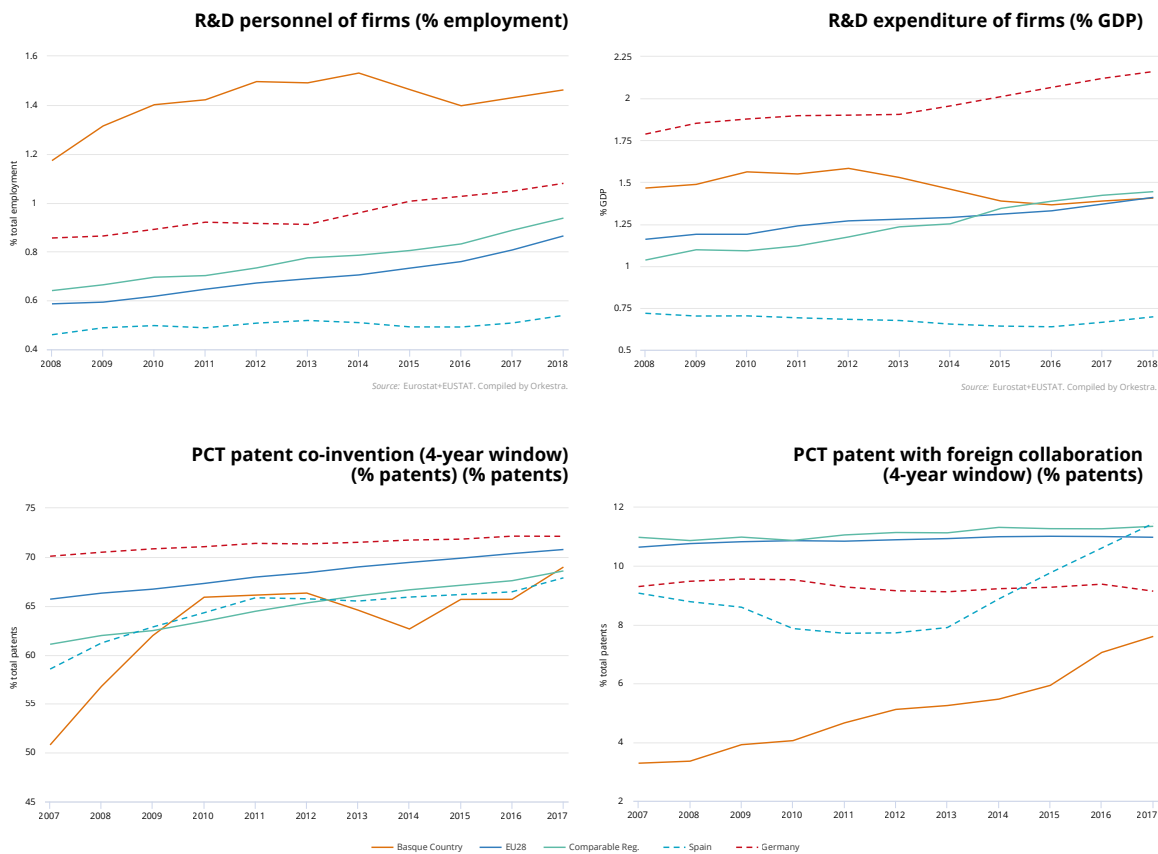 R&D personnel of firms (% employment)
1.6
1.4
1.2
1
0.8
0.6
0.4
% total employment
2008 2009 2010 2011 2012 2013 2014 2015 2016 2017 2018
Source: Eurostat+EUSTAT. Compiled by Orkestra.
R&D expenditure of firms (% GDP)
2.25
2
1.75
1.5
1.25
1
0.75
0.5
% GDP
2008 2009 2010 2011 2012 2013 2014 2015 2016 2017 2018
Source: Eurostat+EUSTAT. Compiled by Orkestra.
PCT patent co-invention (4-year window)
(% patents) (% patents)
75
70
65
60
55
50
45
% total patents
2007 2008 2009 2010 2011 2012 2013 2014 2015 2016 2017
PCT patent with foreign collaboration
(4-year window) (% patents)
12
10
8
6
4
2
% total patents
2007 2008 2009 2010 2011 2012 2013 2014 2015 2016 2017
Basque Country EU28 Comparable Reg. Spain Germany